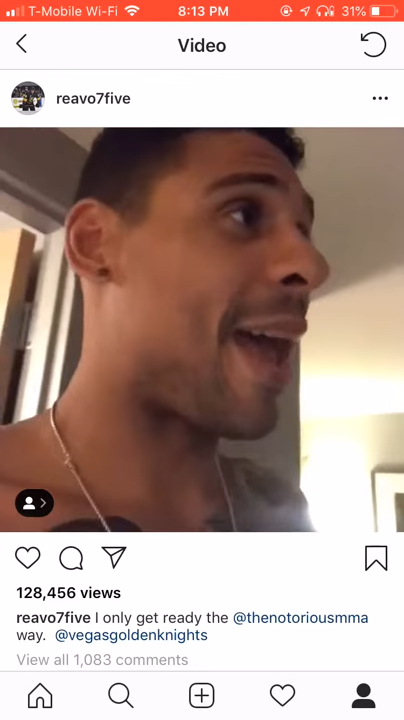 T-Mobile Wi-Fi 8:13 PM 31%
Video
reavo7five
128,456 views
reavo7five I only get ready the @thenotoriousmma
way. @vegasgoldenknights
View all 1,083 comments